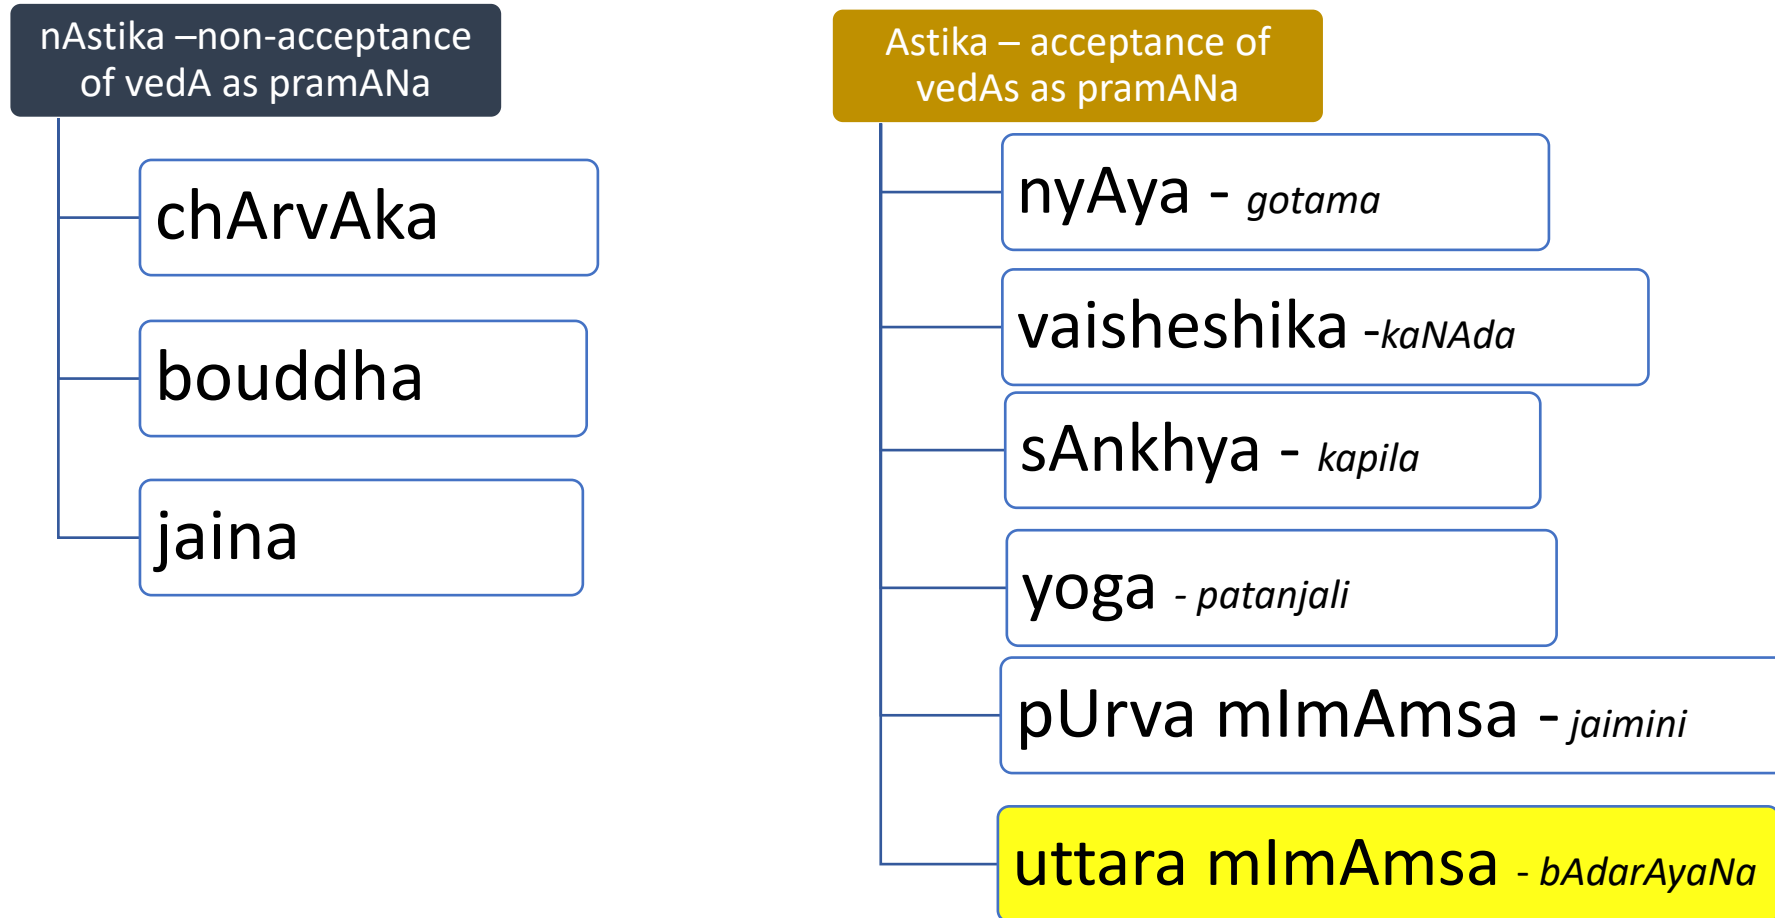 nAstika –non-acceptance
of vedA as pramANa
chArvAka
bouddha
jaina
Astika – acceptance of
vedAs as pramANa
nyAya - gotama
vaisheshika -kaNAda
sAnkhya - kapila
yoga - patanjali
pUrva mImAmsa - jaimini
uttara mImAmsa - bAdarAyaNa